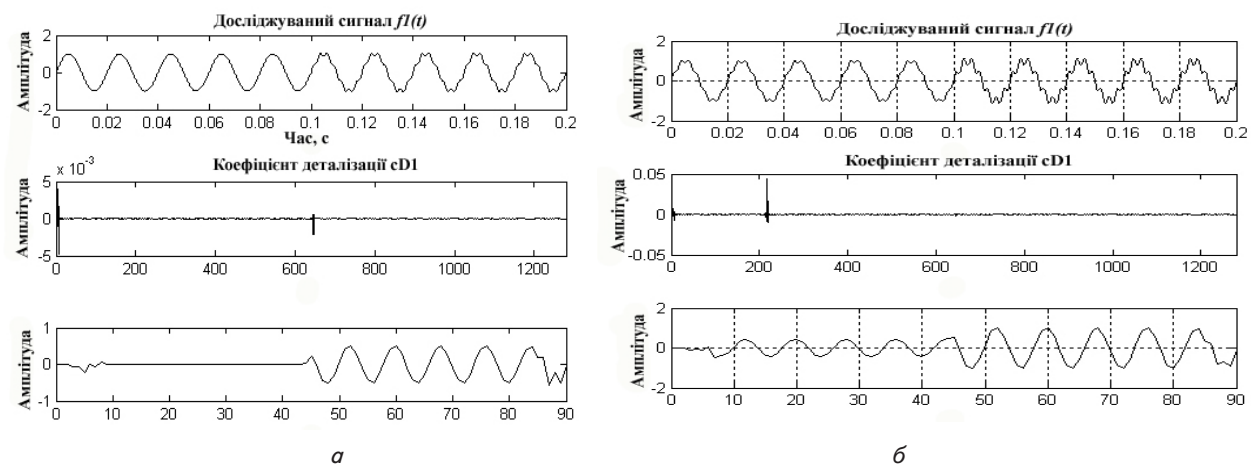 Досліджуваний сигнал f1(t)
Амплітуда
2
0
-2
0 0.02 0.04 0.06 0.08 0.1 0.12 0.14 0.16 0.18 0.2
Час, с
Коефіцієнт деталізації cD1
x 10⁻³
Амплітуда
5
0
-5
0 200 400 600 800 1000 1200
Амплітуда
1
0
-1
0 10 20 30 40 50 60 70 80 90
а
Досліджуваний сигнал f1(t)
Амплітуда
2
0
-2
0 0.02 0.04 0.06 0.08 0.1 0.12 0.14 0.16 0.18 0.2
Коефіцієнт деталізації cD1
Амплітуда
0.05
0
-0.05
0 200 400 600 800 1000 1200
Амплітуда
2
0
-2
0 10 20 30 40 50 60 70 80 90
б